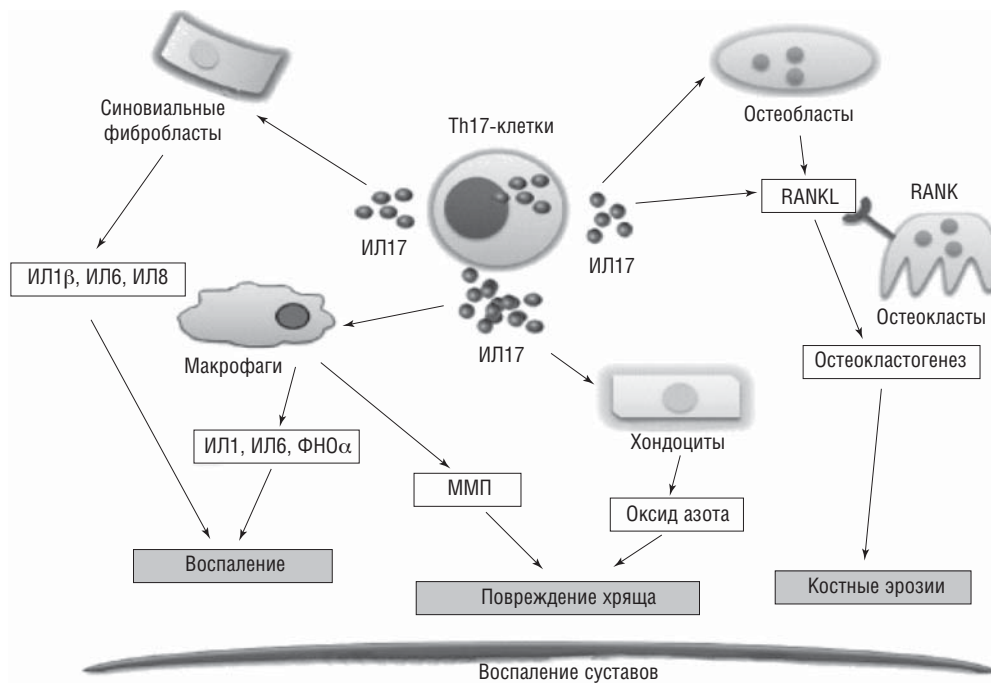 Синовиальные
фибробласты
Th17-клетки
Остеобласты
RANKL
RANK
ИЛ17
ИЛ17
ИЛ1β, ИЛ6, ИЛ8
Остеокласты
Макрофаги
ИЛ17
Остеокластогенез
ИЛ1, ИЛ6, ФНОα
Хондоциты
ММП
Оксид азота
Воспаление
Повреждение хряща
Костные эрозии
Воспаление суставов